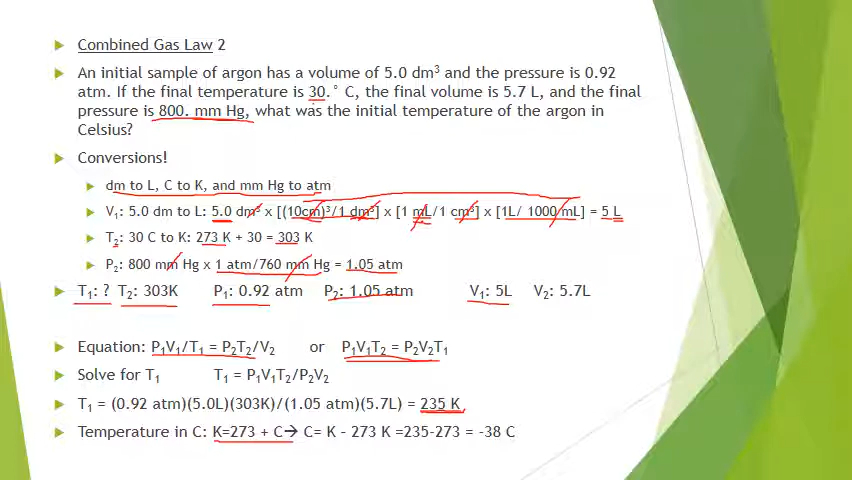 Combined Gas Law 2
An initial sample of argon has a volume of 5.0 dm³ and the pressure is 0.92
atm. If the final temperature is 30.° C, the final volume is 5.7 L, and the final
pressure is 800. mm Hg, what was the initial temperature of the argon in
Celsius?
Conversions!
dm to L, C to K, and mm Hg to atm
V₁: 5.0 dm to L: 5.0 dm³ x [(10cm)³/1 dm³] x [1 mL/1 cm³] x [1L/ 1000 mL] = 5 L
T₂: 30 C to K: 273 K + 30 = 303 K
P₂: 800 mm Hg x 1 atm/760 mm Hg = 1.05 atm
T₁: ? T₂: 303K P₁: 0.92 atm P₂: 1.05 atm V₁: 5L V₂: 5.7L
Equation: P₁V₁/T₁ = P₂T₂/V₂ or P₁V₁T₂ = P₂V₂T₁
Solve for T₁ T₁ = P₁V₁T₂/P₂V₂
T₁ = (0.92 atm)(5.0L)(303K)/(1.05 atm)(5.7L) = 235 K
Temperature in C: K=273 + C→ C= K - 273 K =235-273 = -38 C